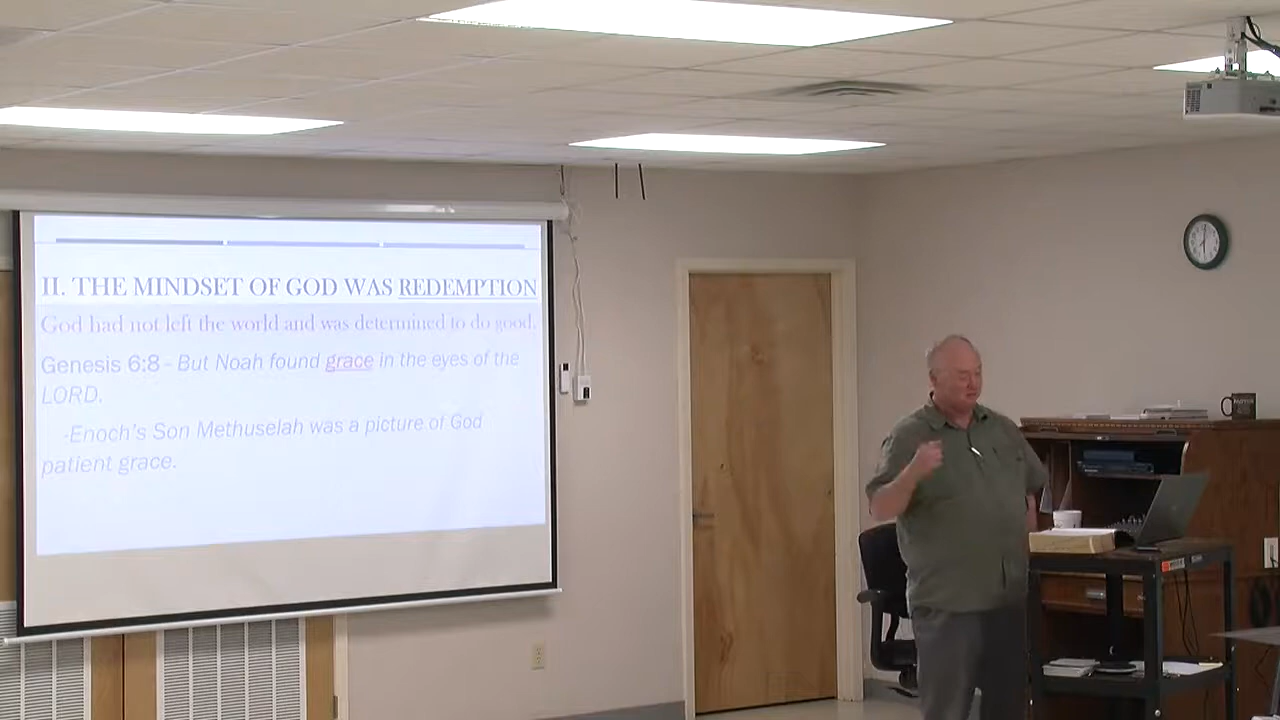 II. THE MINDSET OF GOD WAS REDEMPTION
God had not left the world and was determined to do good.
Genesis 6:8 - But Noah found grace in the eyes of the
LORD.
-Enoch's Son Methuselah was a picture of God
patient grace.